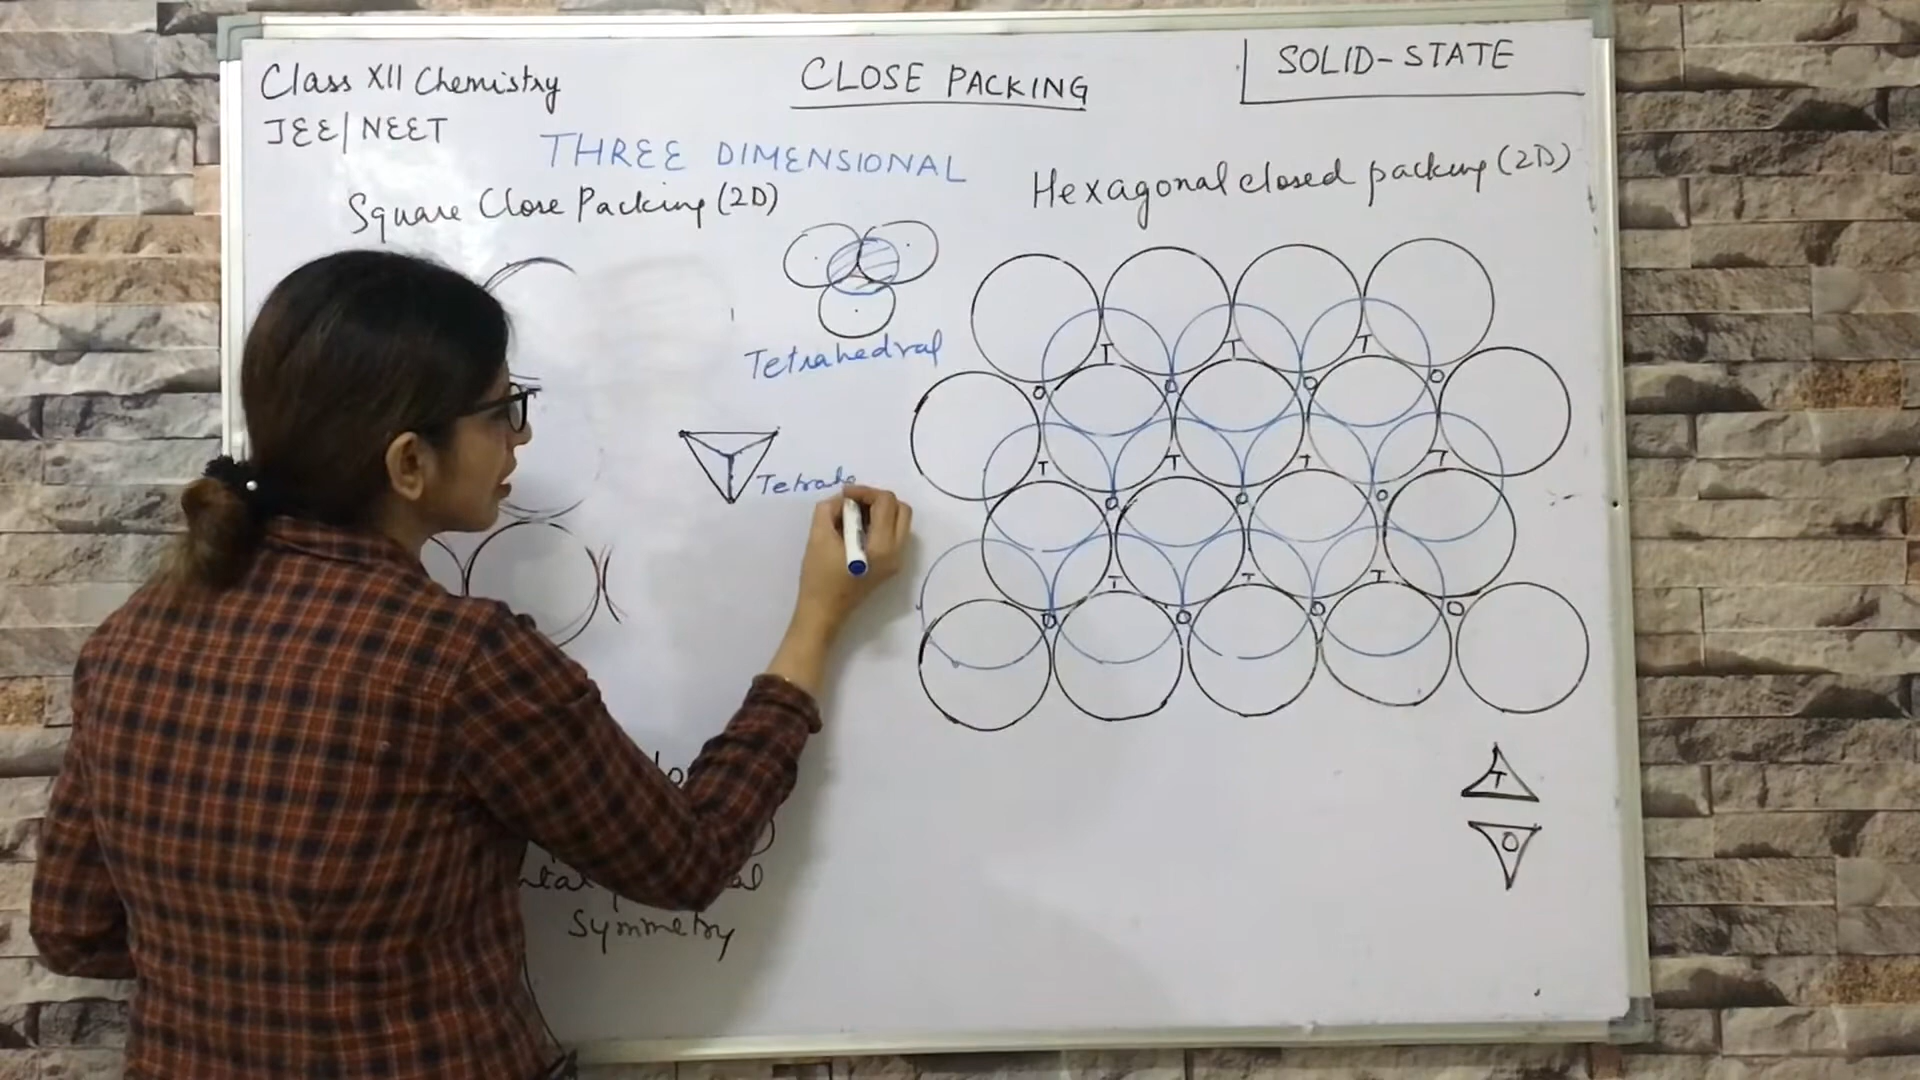 Class XII Chemistry
JEE/NEET
CLOSE PACKING
SOLID-STATE
THREE DIMENSIONAL
Square Close Packing (2D)
Hexagonal closed packing (2D)
Tetrahedral
Tetrahe
T T T
O O O O
T T T T
O O O
T T T
O O O O
T
O
Symmetry